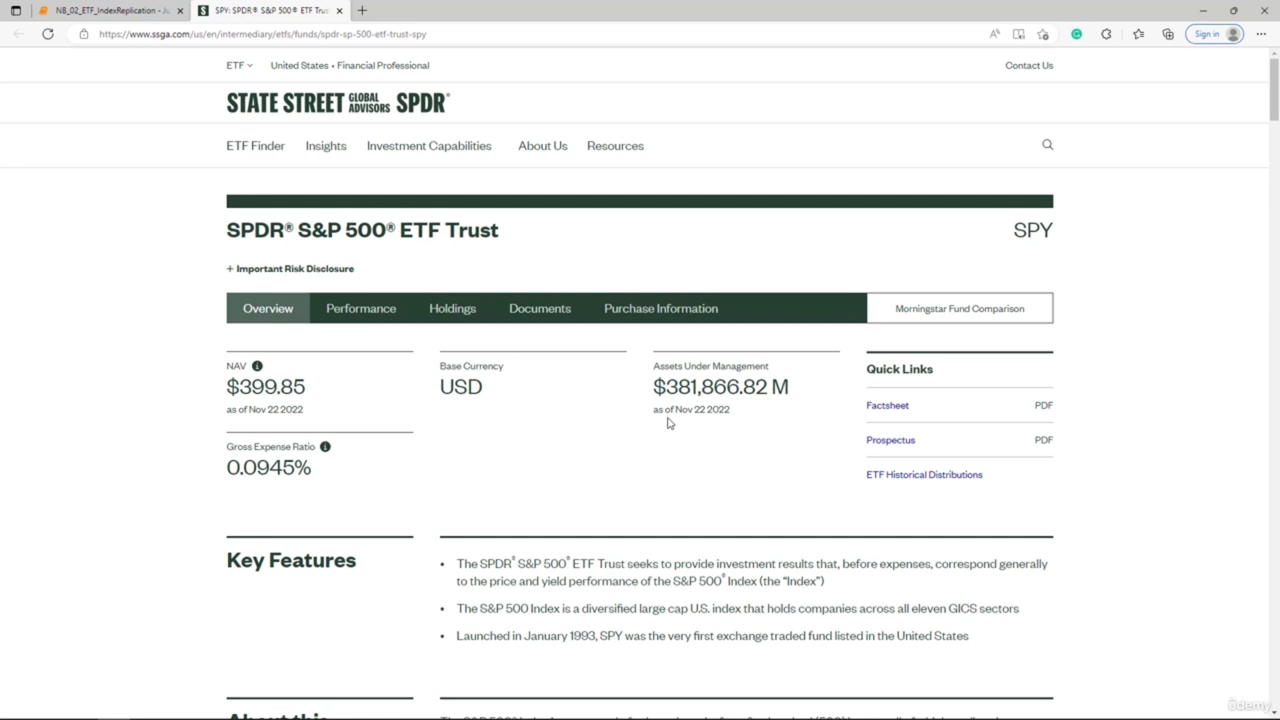 NB_02_ETF_IndexReplication - Ju
SPY: SPDR® S&P 500® ETF Trus
https://www.ssga.com/us/en/intermediary/etfs/funds/spdr-sp-500-etf-trust-spy
Sign in
ETF
United States • Financial Professional
Contact Us
STATE STREET GLOBAL ADVISORS SPDR®
ETF Finder Insights Investment Capabilities About Us Resources
SPDR® S&P 500® ETF Trust
SPY
+ Important Risk Disclosure
Overview Performance Holdings Documents Purchase Information
Morningstar Fund Comparison
NAV
$399.85
as of Nov 22 2022
Base Currency
USD
Assets Under Management
$381,866.82 M
as of Nov 22 2022
Gross Expense Ratio
0.0945%
Quick Links
Factsheet PDF
Prospectus PDF
ETF Historical Distributions
Key Features
• The SPDR® S&P 500® ETF Trust seeks to provide investment results that, before expenses, correspond generally
to the price and yield performance of the S&P 500® Index (the “Index”)
• The S&P 500 Index is a diversified large cap U.S. index that holds companies across all eleven GICS sectors
• Launched in January 1993, SPY was the very first exchange traded fund listed in the United States
About this
ûdemy